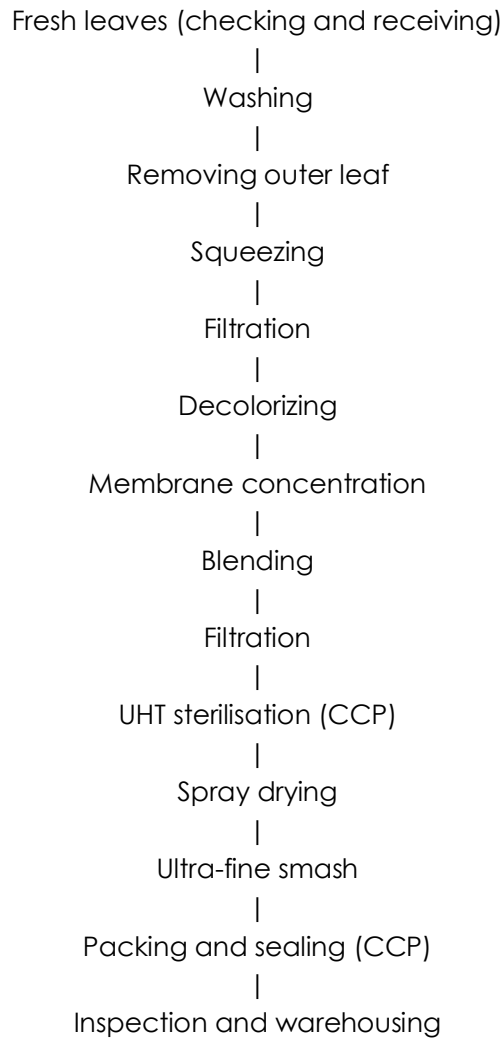 Fresh leaves (checking and receiving)
|
Washing
|
Removing outer leaf
|
Squeezing
|
Filtration
|
Decolorizing
|
Membrane concentration
|
Blending
|
Filtration
|
UHT sterilisation (CCP)
|
Spray drying
|
Ultra-fine smash
|
Packing and sealing (CCP)
|
Inspection and warehousing